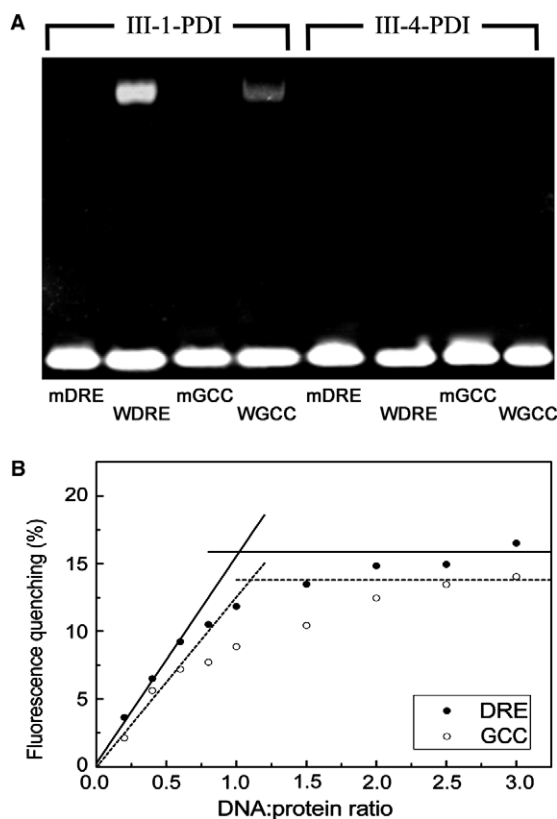 A
III-1-PDI III-4-PDI
mDRE WDRE mGCC WGCC mDRE WDRE mGCC WGCC
B
Fluorescence quenching (%)
20
15
10
5
0
0.0 0.5 1.0 1.5 2.0 2.5 3.0
DNA:protein ratio
DRE
GCC